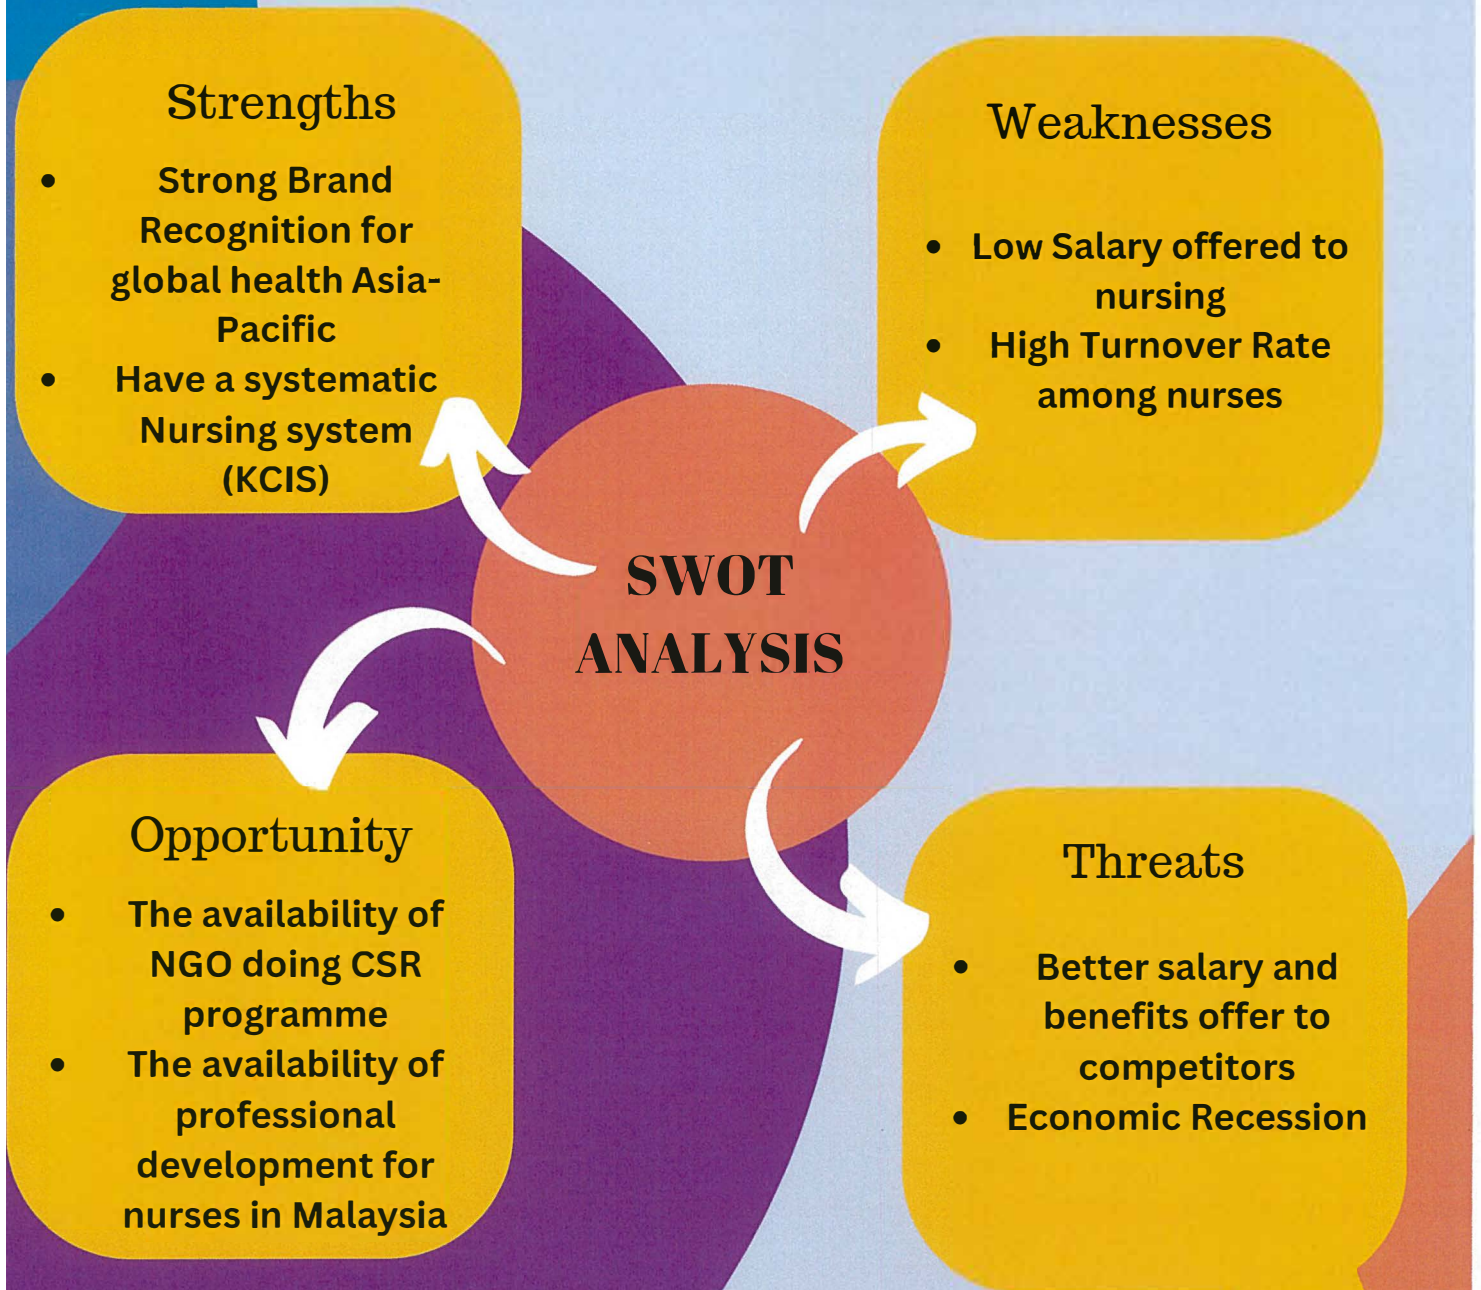 Strengths
• Strong Brand
Recognition for
global health Asia-
Pacific
• Have a systematic
Nursing system
(KCIS)
Weaknesses
• Low Salary offered to
nursing
• High Turnover Rate
among nurses
SWOT
ANALYSIS
Opportunity
• The availability of
NGO doing CSR
programme
• The availability of
professional
development for
nurses in Malaysia
Threats
• Better salary and
benefits offer to
competitors
• Economic Recession